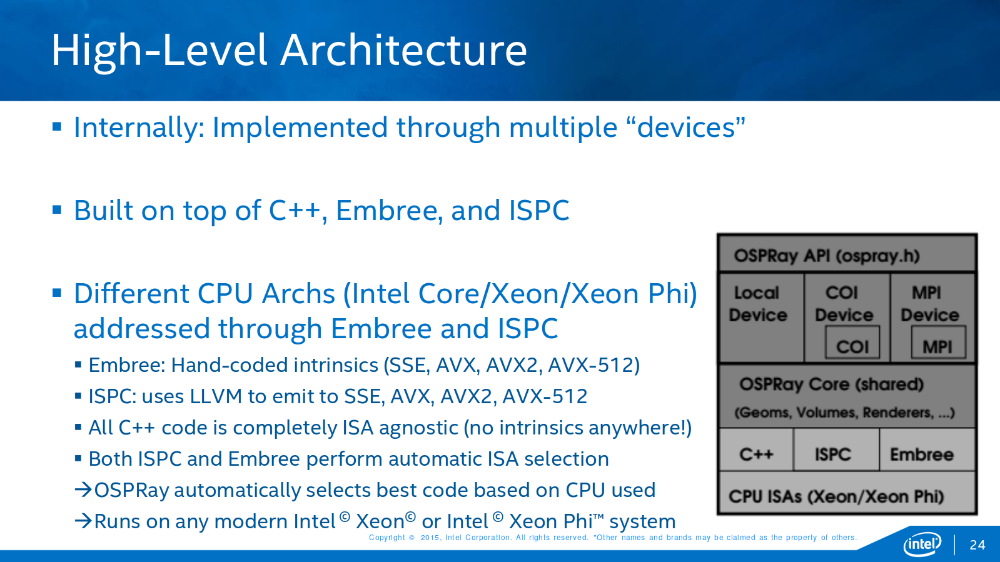 High-Level Architecture
▪ Internally: Implemented through multiple “devices”
▪ Built on top of C++, Embree, and ISPC
▪ Different CPU Archs (Intel Core/Xeon/Xeon Phi)
addressed through Embree and ISPC
▪ Embree: Hand-coded intrinsics (SSE, AVX, AVX2, AVX-512)
▪ ISPC: uses LLVM to emit to SSE, AVX, AVX2, AVX-512
▪ All C++ code is completely ISA agnostic (no intrinsics anywhere!)
▪ Both ISPC and Embree perform automatic ISA selection
→OSPRay automatically selects best code based on CPU used
→Runs on any modern Intel © Xeon© or Intel © Xeon Phi™ system
OSPRay API (ospray.h)
Local Device
COI Device
COI
MPI Device
MPI
OSPRay Core (shared)
(Geoms, Volumes, Renderers, ...)
C++ ISPC Embree
CPU ISAs (Xeon/Xeon Phi)
Copyright © 2015, Intel Corporation. All rights reserved. *Other names and brands may be claimed as the property of others.
intel 24